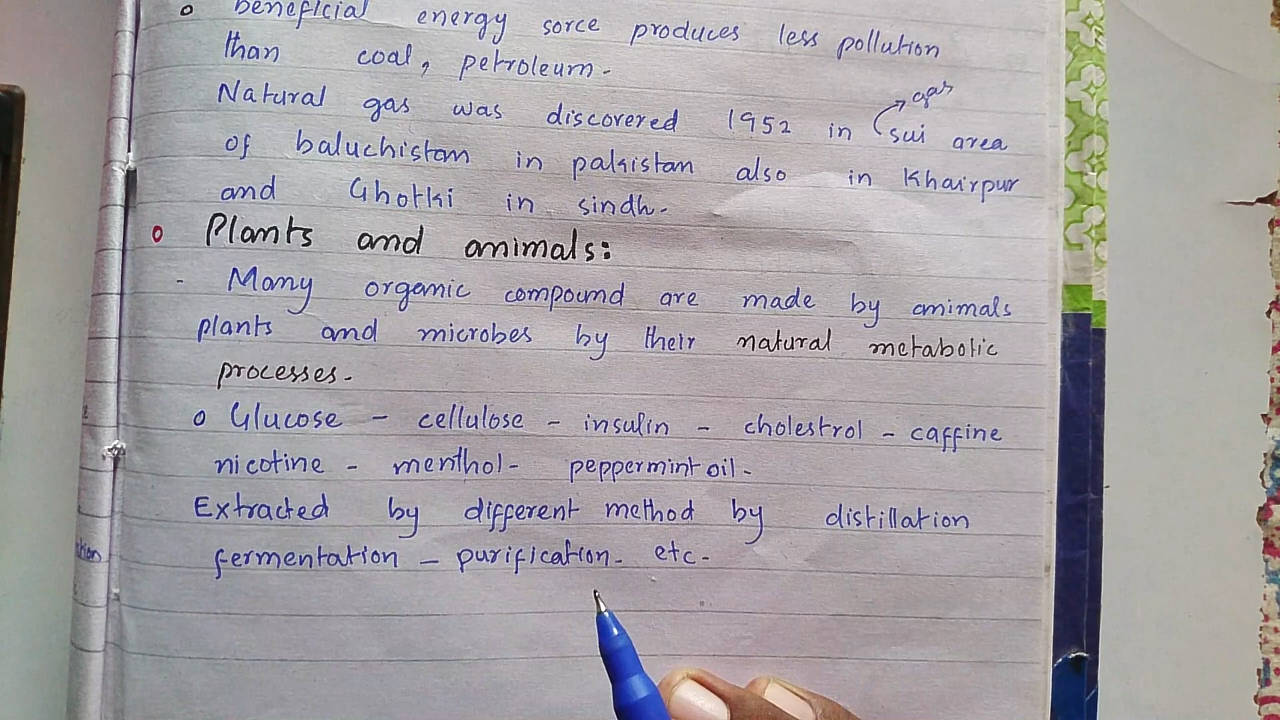 beneficial energy sorce produces less pollution
than coal, petroleum.
gas
Natural gas was discovered 1952 in sui area
of baluchistan in pakistan also in Khairpur
and Ghotki in sindh.
Plants and animals:
- Many organic compound are made by animals
plants and microbes by their natural metabolic
processes.
Glucose - cellulose - insulin - cholestrol - caffine
nicotine - menthol - peppermint oil.
Extracted by different method by distillation
fermentation - purification. etc.